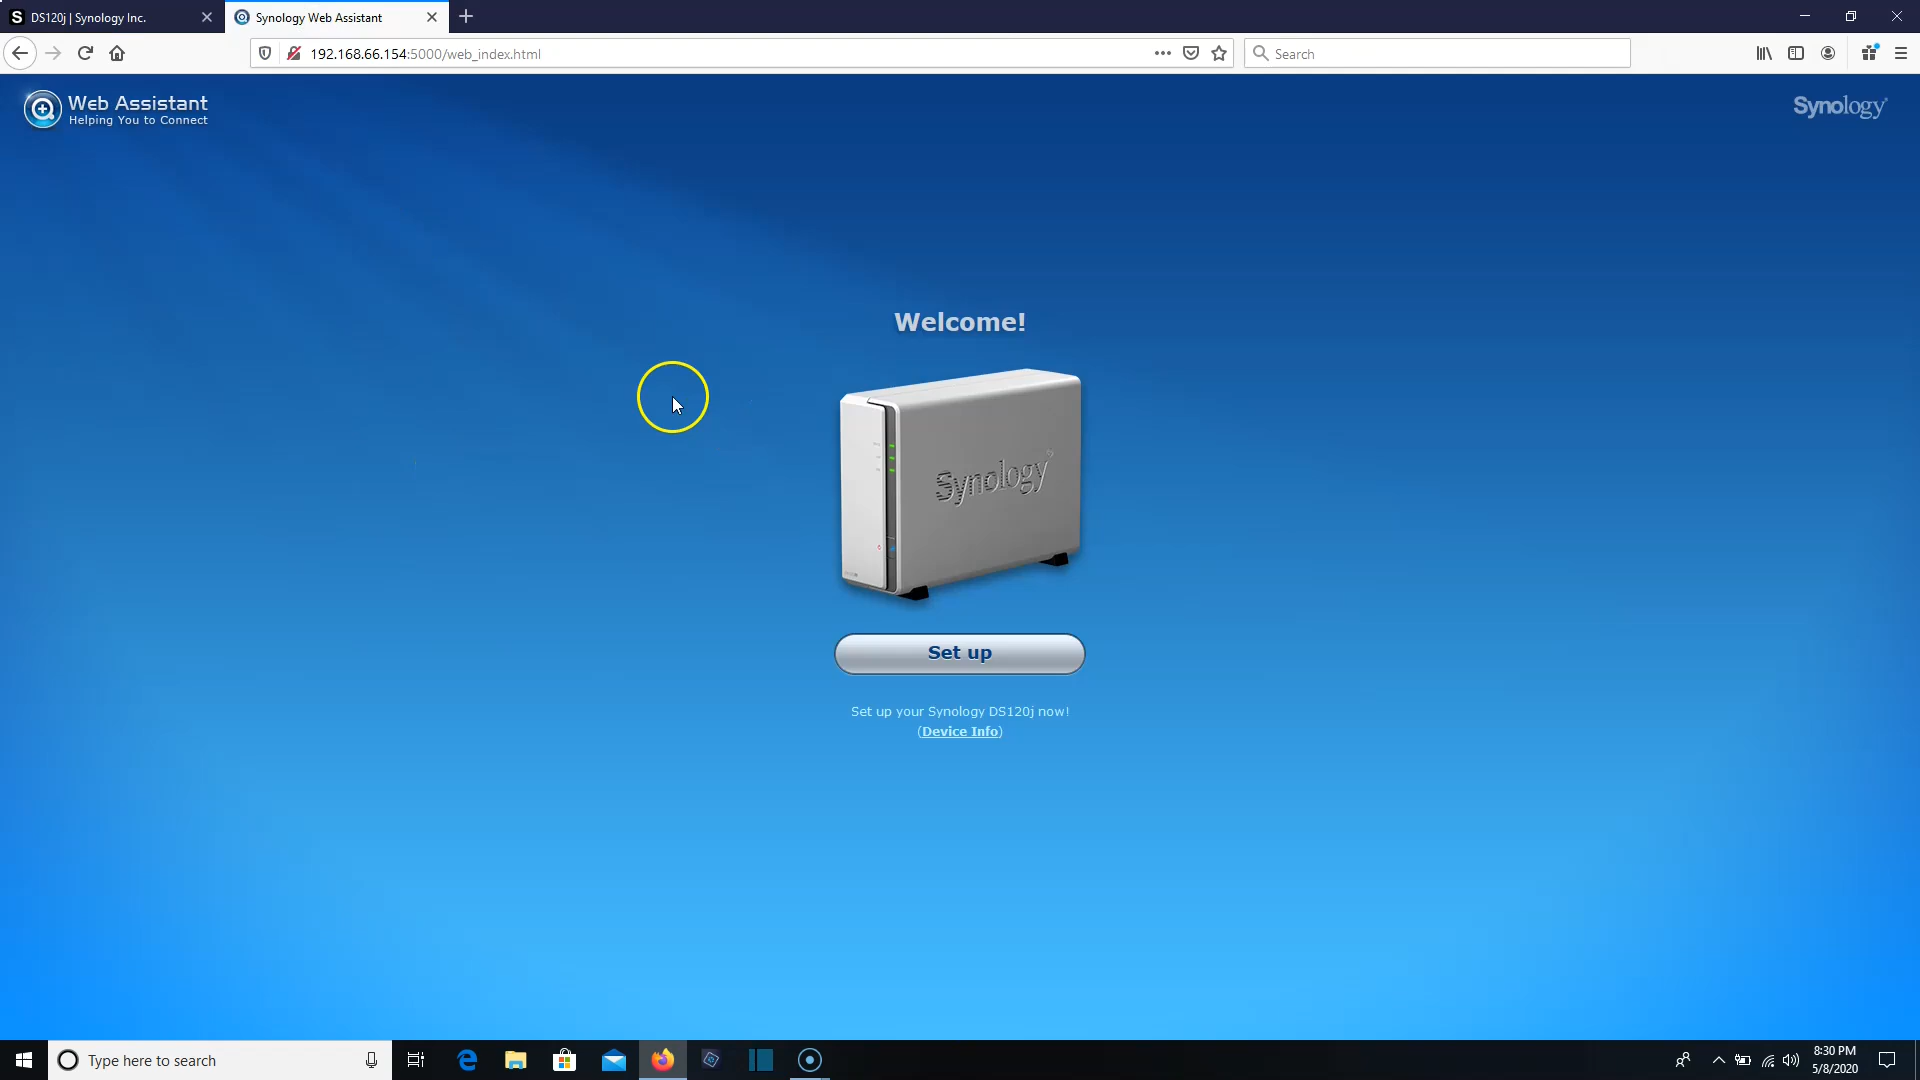 DS120j | Synology Inc.
Synology Web Assistant
192.168.66.154:5000/web_index.html
Search
Web Assistant
Helping You to Connect
Synology
Welcome!
Synology
Set up
Set up your Synology DS120j now!
(Device Info)
Type here to search
8:30 PM
5/8/2020